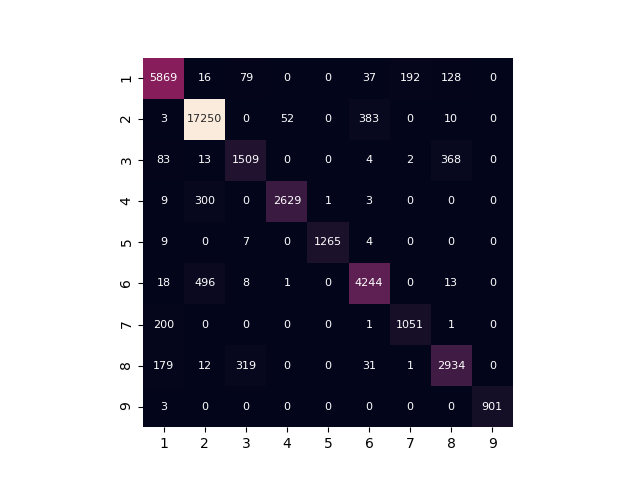 1 5869 16 79 0 0 37 192 128 0
2 3 17250 0 52 0 383 0 10 0
3 83 13 1509 0 0 4 2 368 0
4 9 300 0 2629 1 3 0 0 0
5 9 0 7 0 1265 4 0 0 0
6 18 496 8 1 0 4244 0 13 0
7 200 0 0 0 0 1 1051 1 0
8 179 12 319 0 0 31 1 2934 0
9 3 0 0 0 0 0 0 0 901
1 2 3 4 5 6 7 8 9